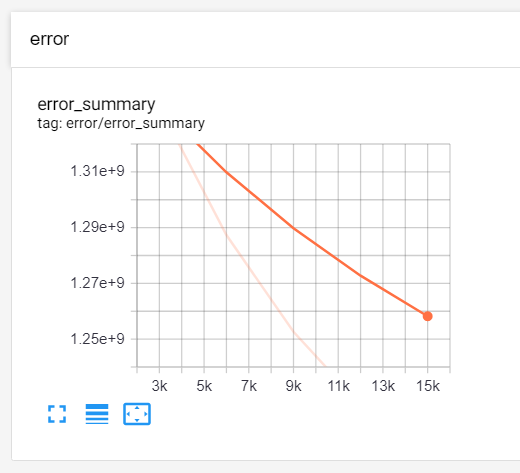 error
error_summary
tag: error/error_summary
1.31e+9
1.29e+9
1.27e+9
1.25e+9
3k 5k 7k 9k 11k 13k 15k